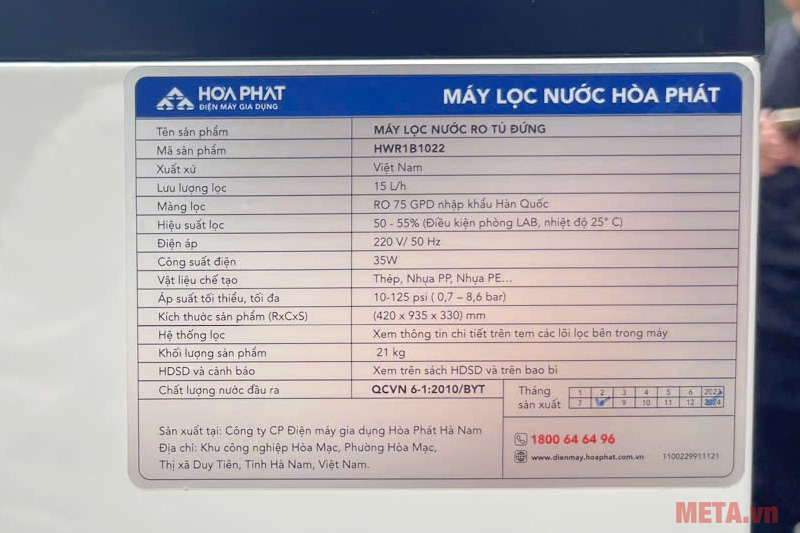 HOA PHAT
ĐIỆN MÁY GIA DỤNG
MÁY LỌC NƯỚC HÒA PHÁT
Tên sản phẩm MÁY LỌC NƯỚC RO TỦ ĐỨNG
Mã sản phẩm HWR1B1022
Xuất xứ Việt Nam
Lưu lượng lọc 15 L/h
Màng lọc RO 75 GPD nhập khẩu Hàn Quốc
Hiệu suất lọc 50 - 55% (Điều kiện phòng LAB, nhiệt độ 25° C)
Điện áp 220 V/ 50 Hz
Công suất điện 35W
Vật liệu chế tạo Thép, Nhựa PP, Nhựa PE...
Áp suất tối thiểu, tối đa 10-125 psi ( 0,7 – 8,6 bar)
Kích thước sản phẩm (RxCxS) (420 x 935 x 330) mm
Hệ thống lọc Xem thông tin chi tiết trên tem các lõi lọc bên trong máy
Khối lượng sản phẩm 21 kg
HDSD và cảnh báo Xem trên sách HDSD và trên bao bì
Chất lượng nước đầu ra QCVN 6-1:2010/BYT
Tháng sản xuất
1 2 3 4 5 6 2023
7 9 10 11 12 2024
Sản xuất tại: Công ty CP Điện máy gia dụng Hòa Phát Hà Nam
Địa chỉ: Khu công nghiệp Hòa Mạc, Phường Hòa Mạc,
Thị xã Duy Tiên, Tỉnh Hà Nam, Việt Nam.
1800 64 64 96
www.dienmay.hoaphat.com.vn 1100229911121
META.vn